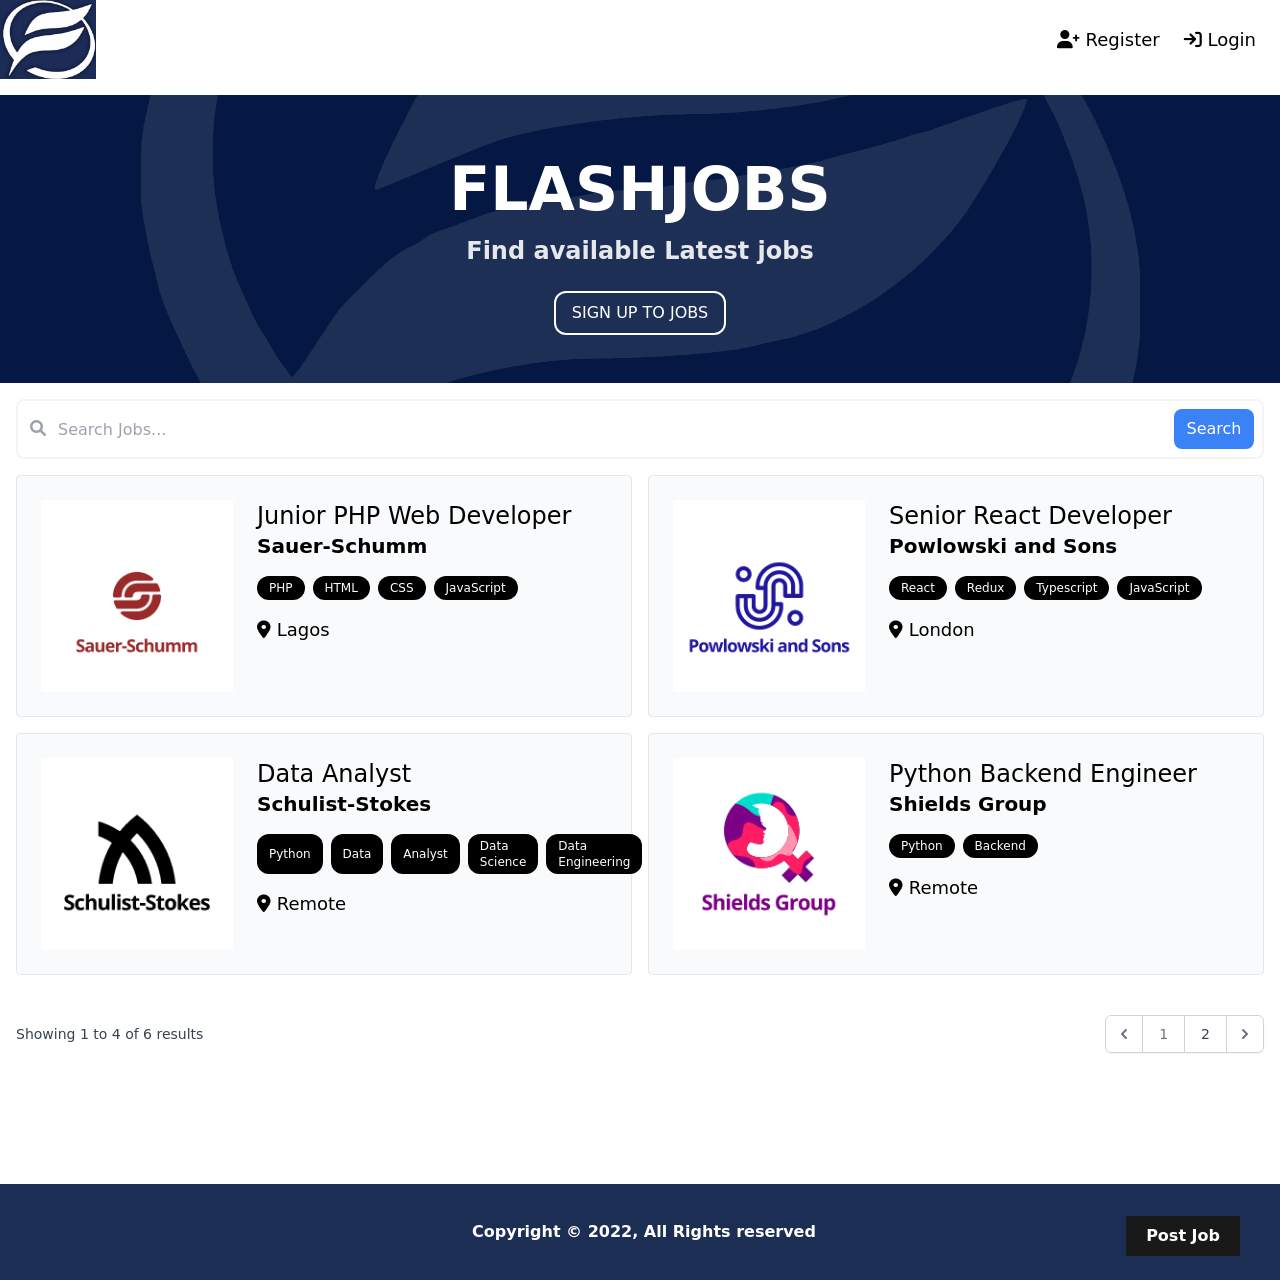 Register
Login
FLASHJOBS
Find available Latest jobs
SIGN UP TO JOBS
Search Jobs...
Search
Sauer-Schumm
Junior PHP Web Developer
Sauer-Schumm
PHP HTML CSS JavaScript
Lagos
Powlowski and Sons
Senior React Developer
Powlowski and Sons
React Redux Typescript JavaScript
London
Schulist-Stokes
Data Analyst
Schulist-Stokes
Python Data Analyst Data Science Data Engineering
Remote
Shields Group
Python Backend Engineer
Shields Group
Python Backend
Remote
Showing 1 to 4 of 6 results
1 2
Copyright © 2022, All Rights reserved
Post Job